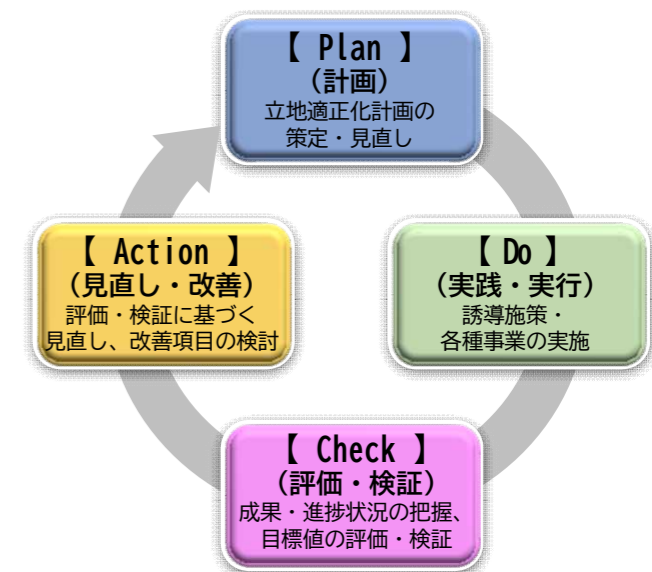 【 Plan 】
(計画)
立地適正化計画の
策定・見直し
【 Do 】
(実践・実行)
誘導施策・
各種事業の実施
【 Check 】
(評価・検証)
成果・進捗状況の把握、
目標値の評価・検証
【 Action 】
(見直し・改善)
評価・検証に基づく
見直し、改善項目の検討